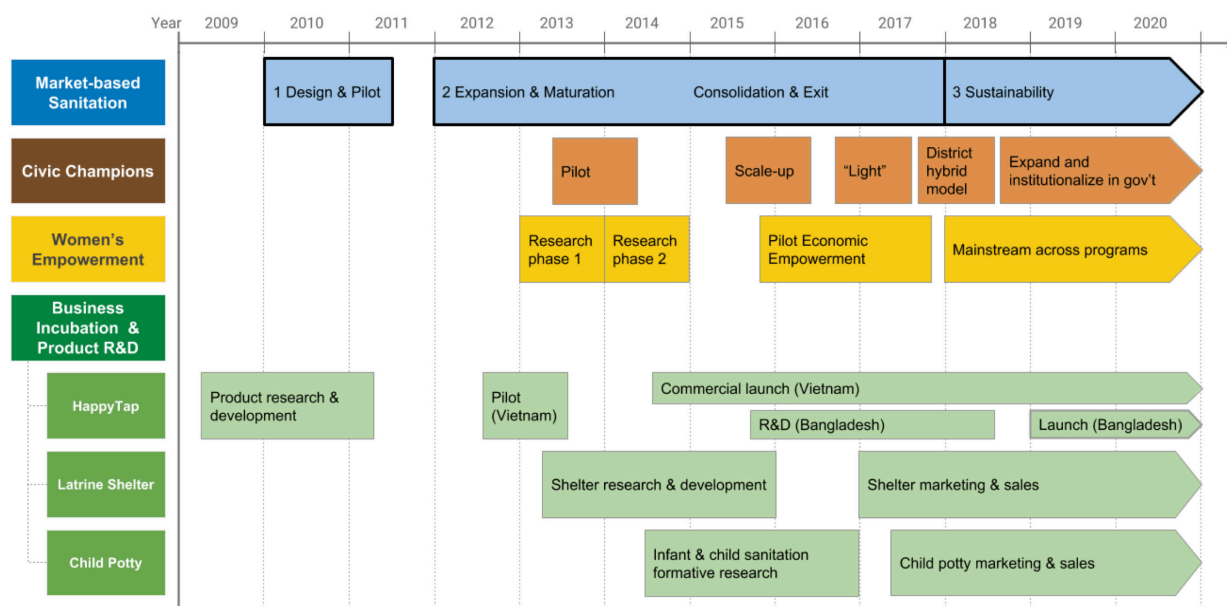 Year 2009 2010 2011 2012 2013 2014 2015 2016 2017 2018 2019 2020
Market-based
Sanitation
1 Design & Pilot
2 Expansion & Maturation
Consolidation & Exit
3 Sustainability
Civic Champions
Pilot
Scale-up
“Light”
District
hybrid
model
Expand and
institutionalize in gov’t
Women’s
Empowerment
Research
phase 1
Research
phase 2
Pilot Economic
Empowerment
Mainstream across programs
Business
Incubation &
Product R&D
HappyTap
Product research &
development
Pilot
(Vietnam)
Commercial launch (Vietnam)
R&D (Bangladesh)
Launch (Bangladesh)
Latrine Shelter
Shelter research & development
Shelter marketing & sales
Child Potty
Infant & child sanitation
formative research
Child potty marketing & sales